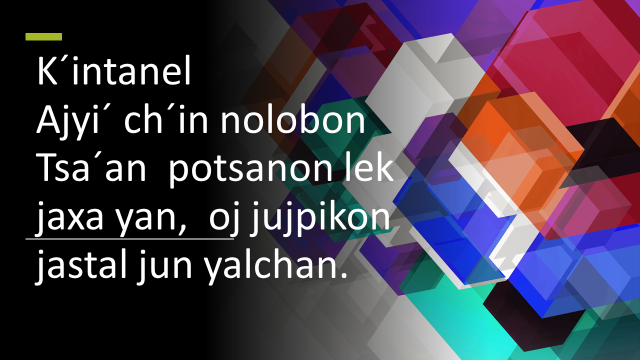 K´intanel
Ajyi´ ch´in nolobon
Tsa´an  potsanon lek
jaxa yan,  oj jujpikon
jastal jun yalchan.